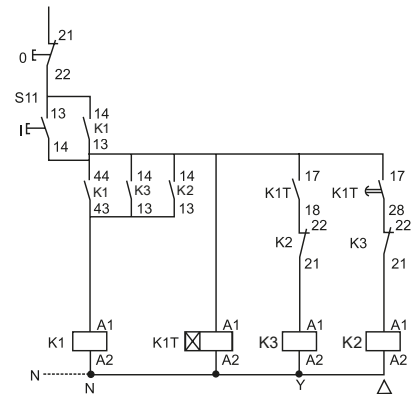 21
0
22
S11
13 14
I K1
14 13
44 14 14 17 17
K1 K3 K2 K1T K1T
43 13 13 18 28
22 22
K2 K3
21 21
A1 A1 A1 A1
K1 K1T K3 K2
A2 A2 A2 A2
N N Y